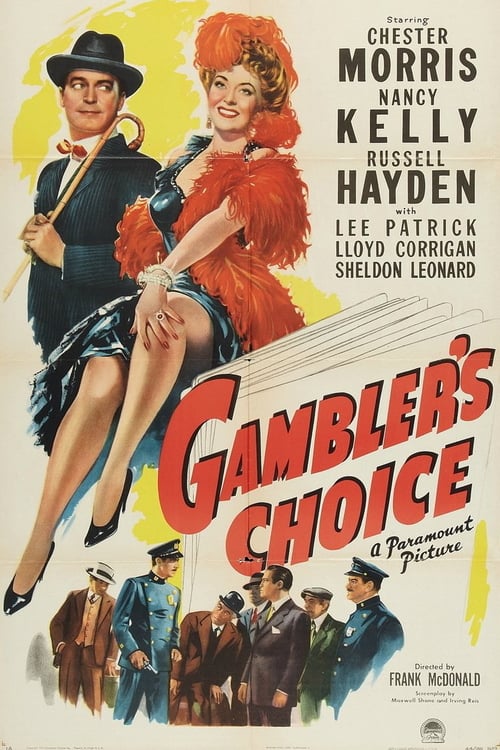 Starring
CHESTER
MORRIS
NANCY
KELLY
RUSSELL
HAYDEN
with
LEE PATRICK
LLOYD CORRIGAN
SHELDON LEONARD
GAMBLER'S
CHOICE
A Paramount
Picture
Directed by
FRANK McDONALD
Screenplay by
Maxwell Shane and Irving Reis